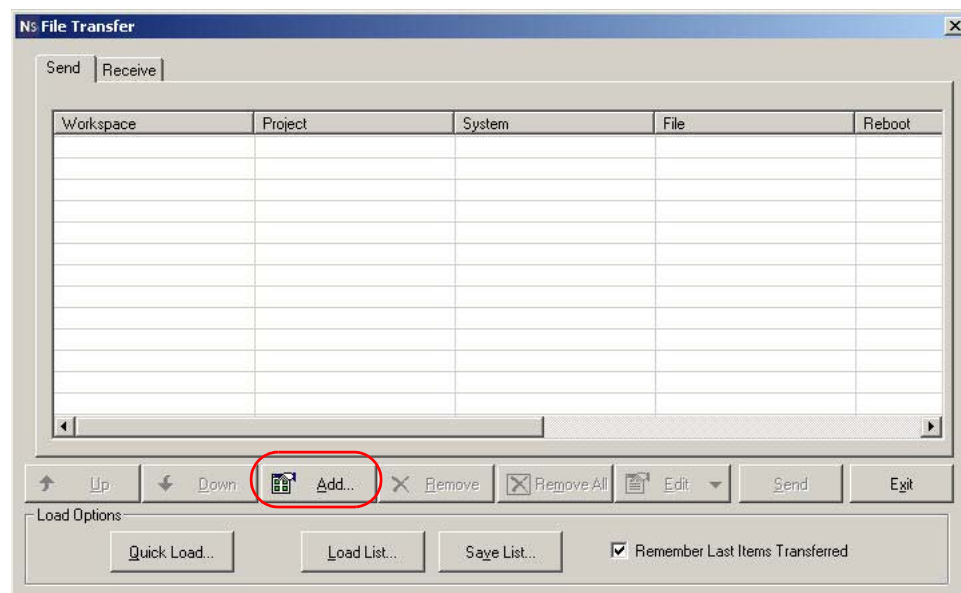 NS File Transfer
Send Receive
Workspace Project System File Reboot
Up Down Add... Remove Remove All Edit Send Exit
Load Options
Quick Load... Load List... Save List... Remember Last Items Transferred